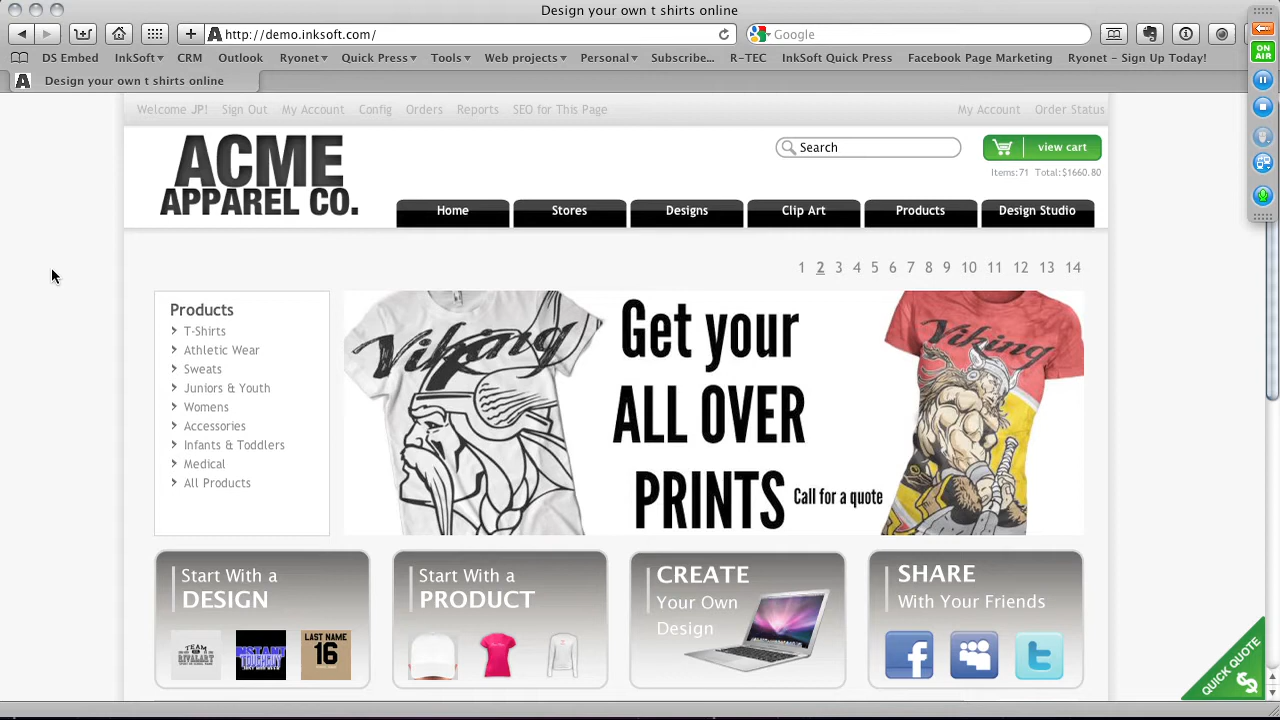 Design your own t shirts online
http://demo.inksoft.com/
Google
DS Embed InkSoft CRM Outlook Ryonet Quick Press Tools Web projects Personal Subscribe... R-TEC InkSoft Quick Press Facebook Page Marketing Ryonet - Sign Up Today!
Design your own t shirts online
ON AIR
Welcome JP! Sign Out My Account Config Orders Reports SEO for This Page My Account Order Status
ACME
APPAREL CO.
Search
view cart
Items:71 Total:$1660.80
Home Stores Designs Clip Art Products Design Studio
1 2 3 4 5 6 7 8 9 10 11 12 13 14
Products
T-Shirts
Athletic Wear
Sweats
Juniors & Youth
Womens
Accessories
Infants & Toddlers
Medical
All Products
Viking
Get your
ALL OVER
PRINTS
Call for a quote
Viking
Start With a
DESIGN
TEAM
RIVALART
INSTANT
TOUCHDOWN
LAST NAME
16
Start With a
PRODUCT
CREATE
Your Own
Design
SHARE
With Your Friends
QUICK QUOTE
$